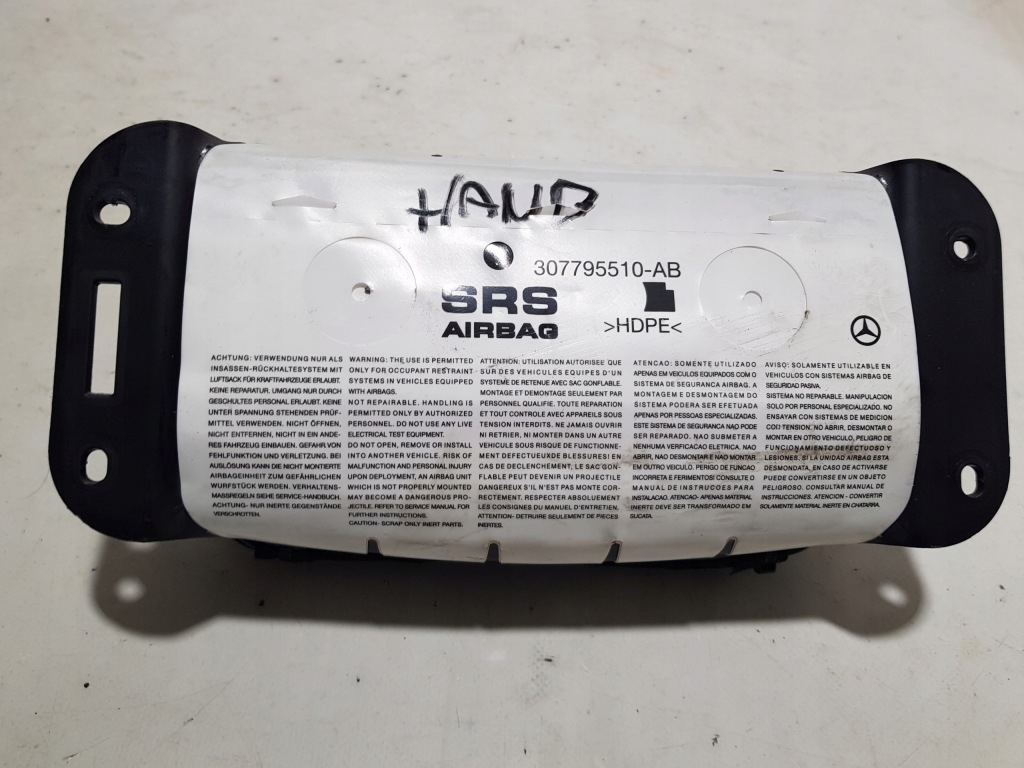 HAND
307795510-AB
SRS
AIRBAG
>HDPE<
ACHTUNG: VERWENDUNG NUR ALS
INSASSEN-RÜCKHALTESYSTEM MIT
LUFTSACK FÜR KRAFTFAHRZEUGE ERLAUBT.
KEINE REPARATUR. UMGANG NUR DURCH
GESCHULTES PERSONAL ERLAUBT. KEINE
UNTER SPANNUNG STEHENDEN PRÜF-
MITTEL VERWENDEN. NICHT ÖFFNEN,
NICHT ENTFERNEN, NICHT IN EIN ANDE-
RES FAHRZEUG EINBAUEN. GEFAHR VON
FEHLFUNKTION UND VERLETZUNG. BEI
AUSLÖSUNG KANN DIE NICHT MONTIERTE
AIRBAGEINHEIT ZUM GEFÄHRLICHEN
WURFSTÜCK WERDEN. VERHALTENS-
MASSREGELN SIEHE SERVICE-HANDBUCH.
ACHTUNG- NUR INERTE GEGENSTÄNDE
VERSCHROTTEN.
WARNING: THE USE IS PERMITTED
ONLY FOR OCCUPANT RESTRAINT
SYSTEMS IN VEHICLES EQUIPPED
WITH AIRBAGS.
NOT REPAIRABLE. HANDLING IS
PERMITTED ONLY BY AUTHORIZED
PERSONNEL. DO NOT USE ANY LIVE
ELECTRICAL TEST EQUIPMENT.
DO NOT OPEN, REMOVE OR INSTALL
INTO ANOTHER VEHICLE. RISK OF
MALFUNCTION AND PERSONAL INJURY
UPON DEPLOYMENT, AN AIRBAG UNIT
WHICH IS NOT PROPERLY MOUNTED
MAY BECOME A DANGEROUS PRO-
JECTILE. REFER TO SERVICE MANUAL FOR
FURTHER INSTRUCTIONS.
CAUTION- SCRAP ONLY INERT PARTS.
ATTENTION: UTILISATION AUTORISEE QUE
SUR DES VEHICULES EQUIPES D'UN
SYSTÈME DE RETENUE AVEC SAC GONFLABLE.
MONTAGE ET DEMONTAGE SEULEMENT PAR
PERSONNEL QUALIFIE. TOUTE REPARATION
ET TOUT CONTROLE AVEC APPAREILS SOUS
TENSION INTERDITS. NE JAMAIS OUVRIR
NI RETRIER, NI MONTER DANS UN AUTRE
VEHICULE SOUS RISQUE DE FUNCTIONNE-
MENT DEFECTUEUXDE BLESSURES! EN
CAS DE DECLENCHEMENT, LE SAC GON-
FLABLE PEUT DEVENIR UN PROJECTILE
DANGEREUX S'IL N'EST PAS MONTE COR-
RECTEMENT. RESPECTER ABSOLUEMENT
LES CONSIGNES DU MANUEL D'ENTRETIEN.
ATTENTION- DETRUIRE SEULEMENT DE PIECES
INERTES.
ATENCAO: SOMENTE UTILIZADO
APENAS EM VEICULOS EQUIPADOS COM O
SISTEMA DE SEGURANCA AIRBAG. A
MONTAGEM E DESMONTAGEM DO
SISTEMA PODERA SER EFETUADA
APENAS POR PESSOAS ESPECIALIZADAS.
ESTE SISTEMA DE SEGURANCA NAO PODE
SER REPARADO. NAO SUBMETER A
NENHUMA VERIFICACAO ELETRICA. NAO
ABRIR, NAO DESMONTAR E NAO MONTAR
EM OUTRO VEICULO. PERIGO DE FUNCAO
INCORRETA E FERIMENTOS! CONSULTE O
MANUAL DE INSTRUCOES PARA
INSTALACAO. ATENCAO- APENAS MATERIAL
INERTE DEVE SER TRANSFORMADO EM
SUCATA.
AVISO: SOLAMENTE UTILIZABLE EN
VEHICULOS CON SISTEMAS AIRBAG DE
SEGURIDAD PASIVA.
SISTEMA NO REPARABLE. MANIPULACION
SOLO POR PERSONAL ESPECIALIZADO. NO
ENSAYAR CON SISTEMAS DE MEDICION
CON TENSION. NO ABRIR, DESMONTAR O
MONTAR EN OTRO VEHICULO, PELIGRO DE
FUNCIONAMIENTO DEFECTUOSO Y
LESIONES. SI LA UNIDAD AIRBAG ESTA
DESMONDATA, EN CASO DE ACTIVARSE
PUEDE CONVERTISE EN UN OBJETO
PELIGROSO. CONSULTAR MANUAL DE
INSTRUCCIONES. ATENCION - CONVERTIR
SOLAMENTE MATERIAL INERTE EN CHATARRA.